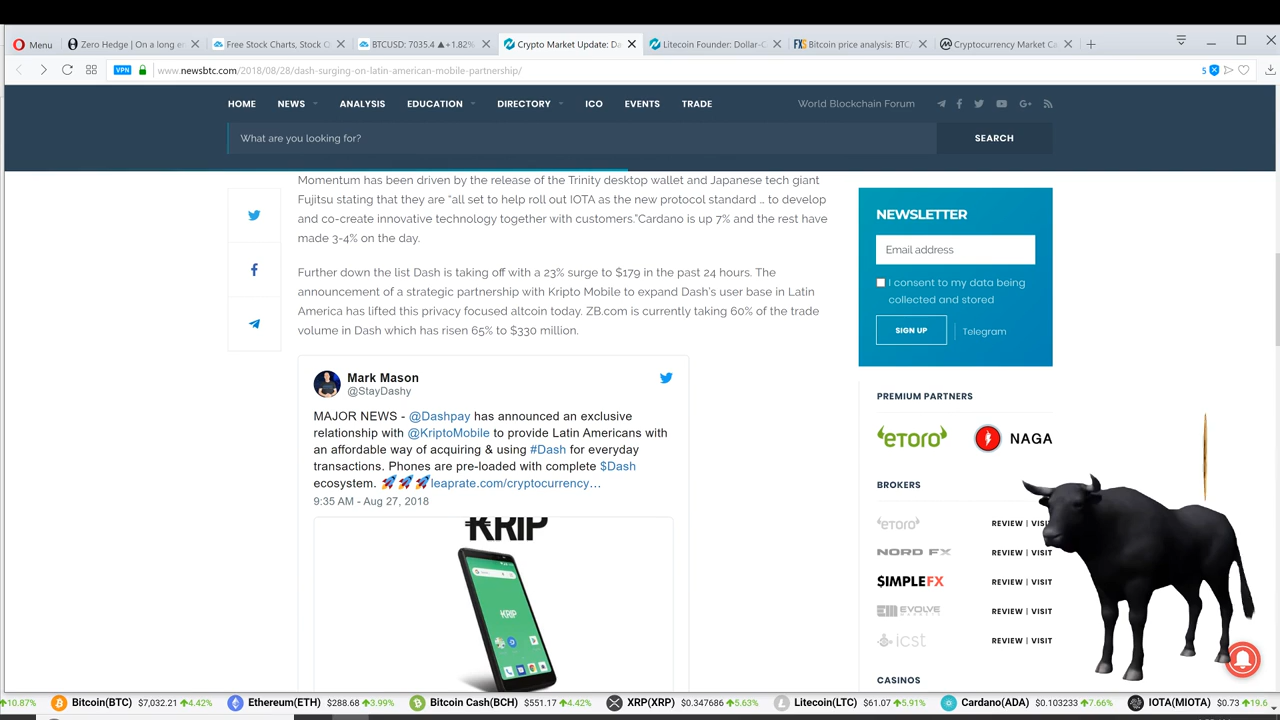 Menu
Zero Hedge | On a long e
Free Stock Charts, Stock Q
BTCUSD: 7035.4 ▲+1.82%
Crypto Market Update: Da
Litecoin Founder: Dollar-C
FXS Bitcoin price analysis: BTC
Cryptocurrency Market Ca
VPN
www.newsbtc.com/2018/08/28/dash-surging-on-latin-american-mobile-partnership/
5
HOME NEWS ANALYSIS EDUCATION DIRECTORY ICO EVENTS TRADE
World Blockchain Forum
What are you looking for?
SEARCH
Momentum has been driven by the release of the Trinity desktop wallet and Japanese tech giant
Fujitsu stating that they are “all set to help roll out IOTA as the new protocol standard … to develop
and co-create innovative technology together with customers.”Cardano is up 7% and the rest have
made 3-4% on the day.
Further down the list Dash is taking off with a 23% surge to $179 in the past 24 hours. The
announcement of a strategic partnership with Kripto Mobile to expand Dash's user base in Latin
America has lifted this privacy focused altcoin today. ZB.com is currently taking 60% of the trade
volume in Dash which has risen 65% to $330 million.
Mark Mason
@StayDashy
MAJOR NEWS - @Dashpay has announced an exclusive
relationship with @KriptoMobile to provide Latin Americans with
an affordable way of acquiring & using #Dash for everyday
transactions. Phones are pre-loaded with complete $Dash
ecosystem. 🚀🚀🚀leaprate.com/cryptocurrency…
9:35 AM - Aug 27, 2018
KRIP
KRIP
NEWSLETTER
Email address
I consent to my data being
collected and stored
SIGN UP
Telegram
PREMIUM PARTNERS
eToro
NAGA
BROKERS
eToro REVIEW | VISI
NORD FX REVIEW | VISIT
$IMPLEFX REVIEW | VISIT
EVOLVE REVIEW | VISIT
icst REVIEW | VISIT
CASINOS
10.87%
Bitcoin(BTC) $7,032.21 4.42%
Ethereum(ETH) $288.68 3.99%
Bitcoin Cash(BCH) $551.17 4.42%
XRP(XRP) $0.347686 5.63%
Litecoin(LTC) $61.07 5.91%
Cardano(ADA) $0.103233 7.66%
IOTA(MIOTA) $0.73 19.6